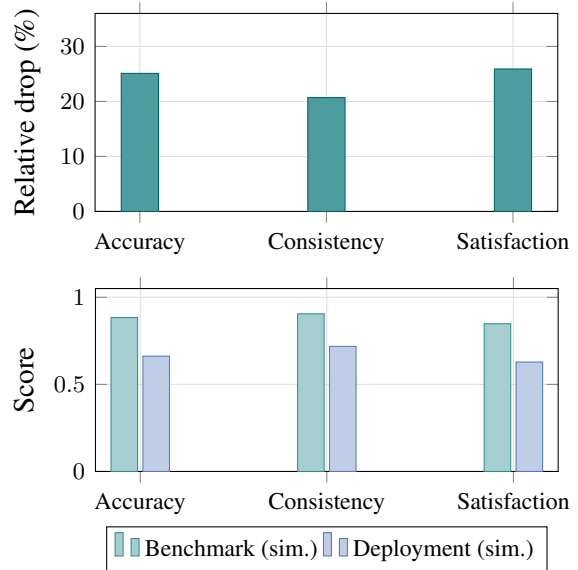 Relative drop (%)
30
20
10
0
Accuracy Consistency Satisfaction
Score
1
0.5
0
Accuracy Consistency Satisfaction
Benchmark (sim.) Deployment (sim.)